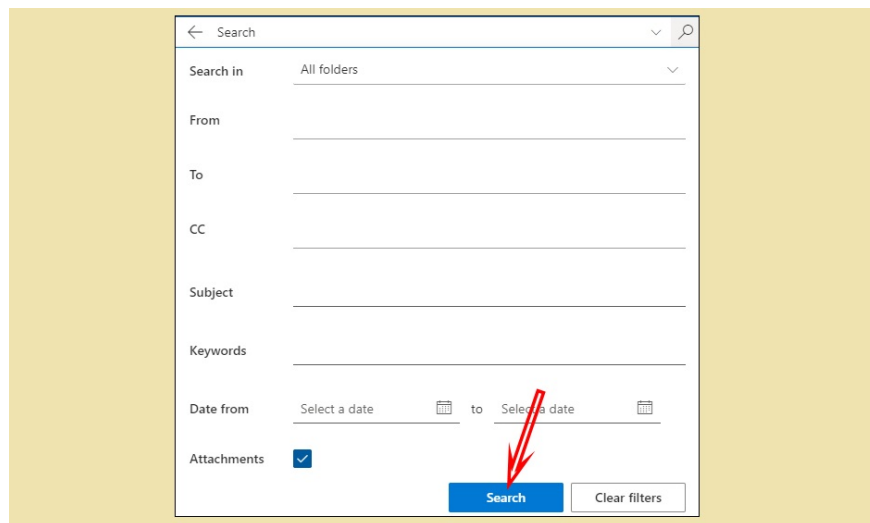 Search
Search in All folders
From
To
CC
Subject
Keywords
Date from Select a date to Select a date
Attachments
Search Clear filters